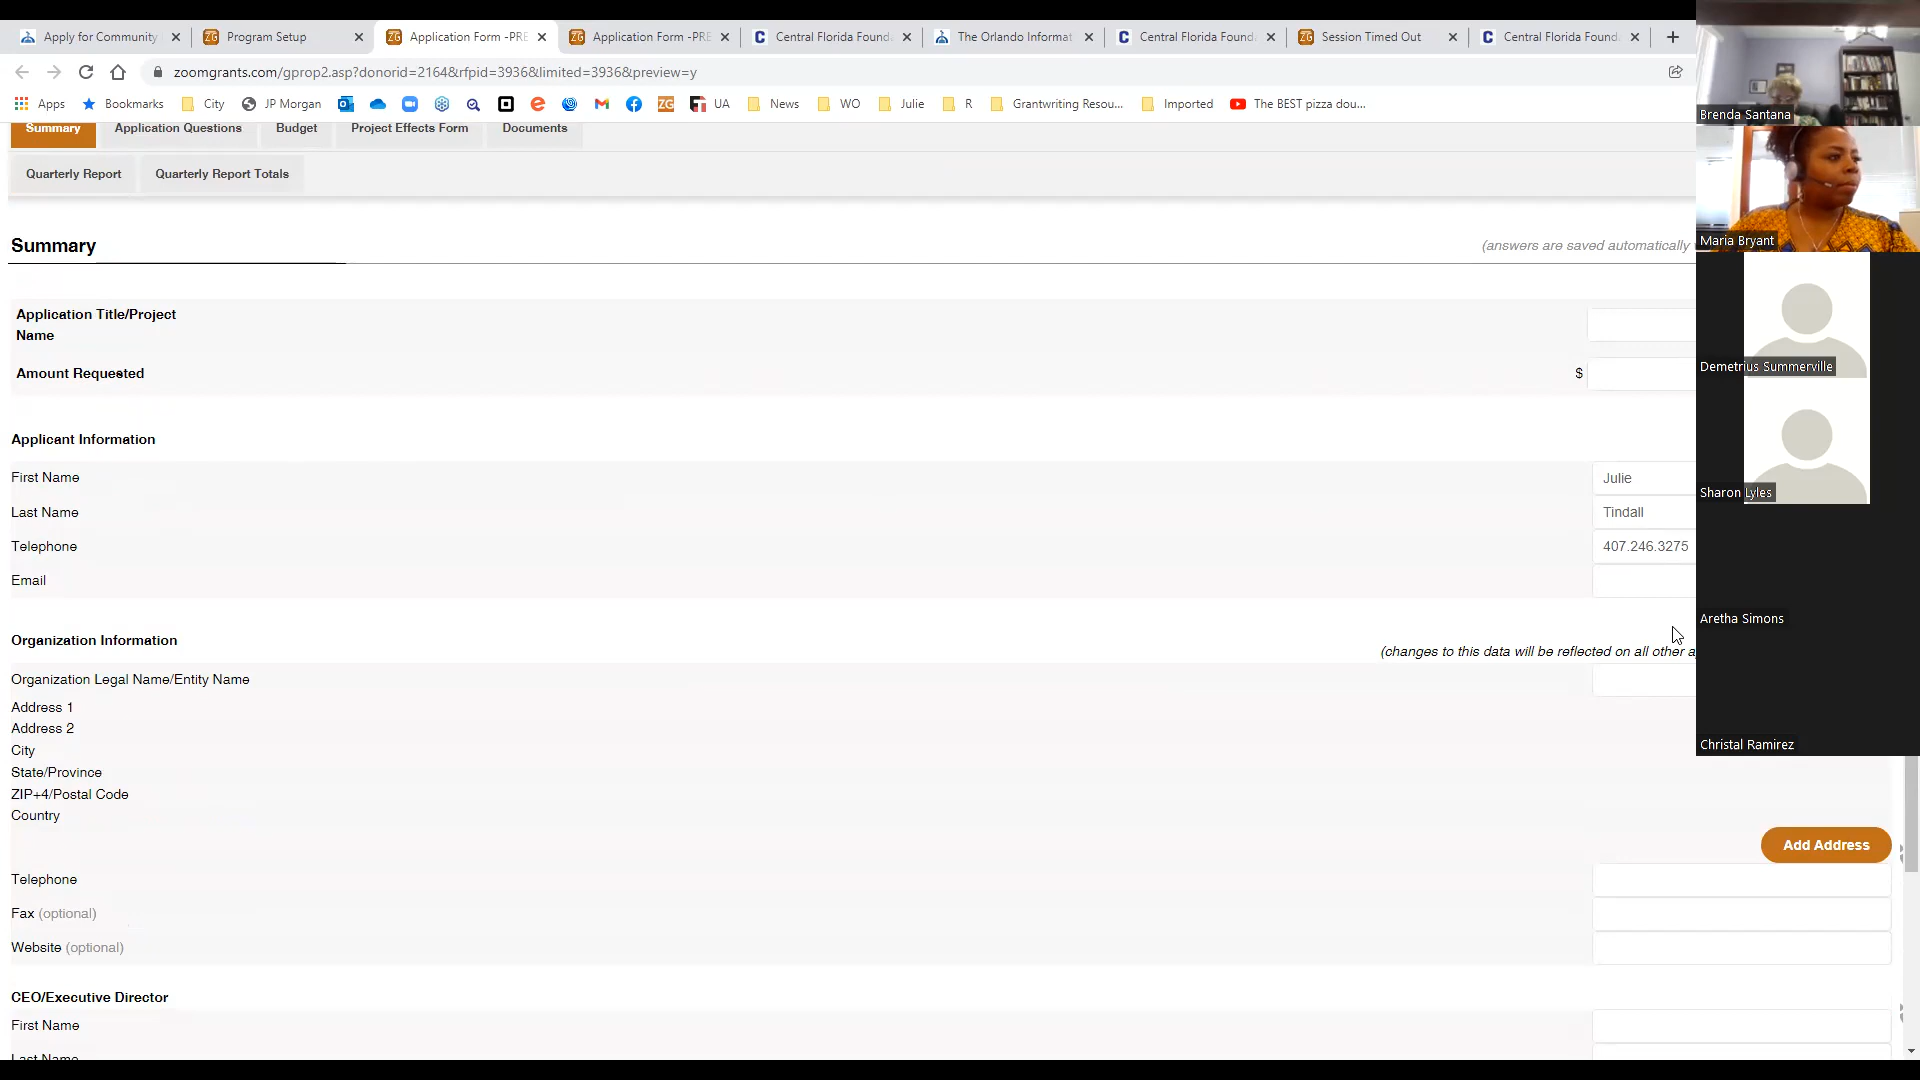 Apply for Community
Program Setup
Application Form -PRE
Application Form -PRE
Central Florida Found
The Orlando Informat
Central Florida Found
Session Timed Out
Central Florida Found
zoomgrants.com/gprop2.asp?donorid=2164&rfpid=3936&limited=3936&preview=y
Apps
Bookmarks
City
JP Morgan
UA
News
WO
Julie
R
Grantwriting Resou...
Imported
The BEST pizza dou...
Summary
Application Questions
Budget
Project Effects Form
Documents
Quarterly Report
Quarterly Report Totals
Summary
(answers are saved automatically
Application Title/Project
Name
Amount Requested
$
Applicant Information
First Name
Julie
Last Name
Tindall
Telephone
407.246.3275
Email
Organization Information
(changes to this data will be reflected on all other a
Organization Legal Name/Entity Name
Address 1
Address 2
City
State/Province
ZIP+4/Postal Code
Country
Add Address
Telephone
Fax (optional)
Website (optional)
CEO/Executive Director
First Name
Last Name
Brenda Santana
Maria Bryant
Demetrius Summerville
Sharon Lyles
Aretha Simons
Christal Ramirez